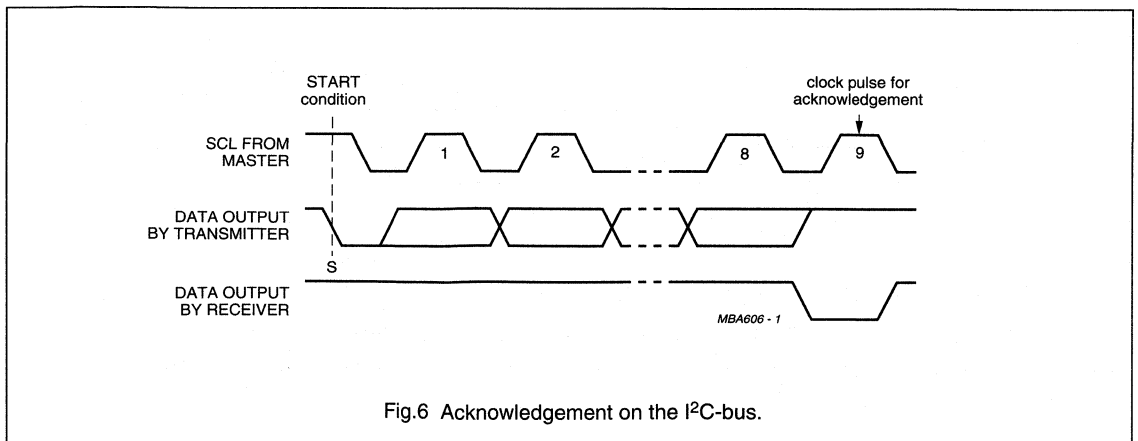 START
condition
clock pulse for
acknowledgement
SCL FROM
MASTER
1
2
8
9
DATA OUTPUT
BY TRANSMITTER
S
DATA OUTPUT
BY RECEIVER
MBA606 - 1
Fig.6 Acknowledgement on the I²C-bus.